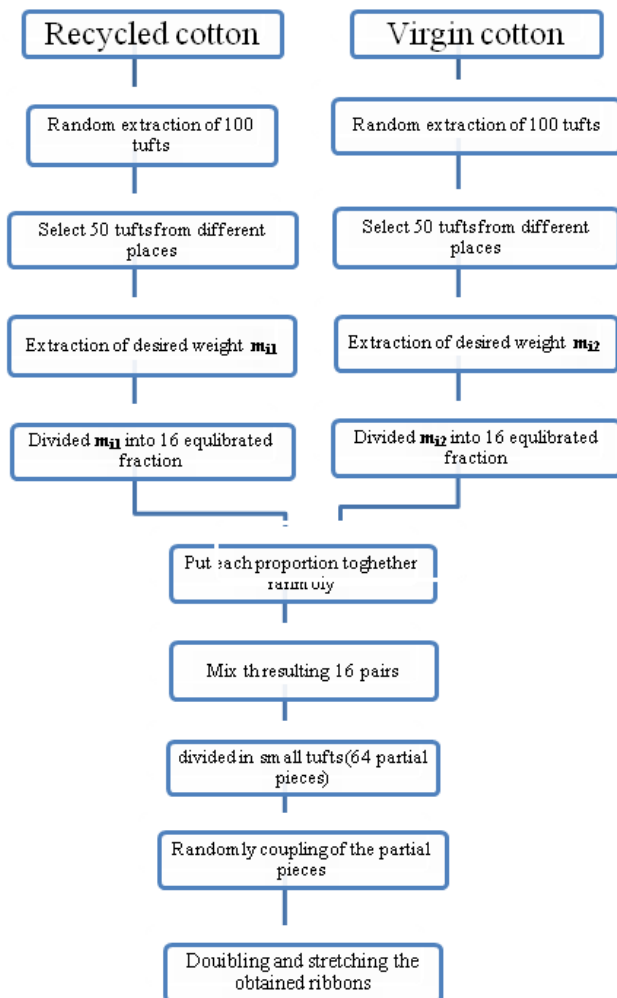 Recycled cotton
Virgin cotton
Random extraction of 100
tufts
Random extraction of 100 tufts
Select 50 tufts from different
places
Select 50 tufts from different
places
Extraction of desired weight mi1
Extraction of desired weight mi2
Divided mi1 into 16 equlibrated
fraction
Divided mi2 into 16 equlibrated
fraction
Put each proportion toghether
Mix th resulting 16 pairs
divided in small tufts (64 partial
pieces)
Randomly coupling of the partial
pieces
Douibling and stretching the
obtained ribbons